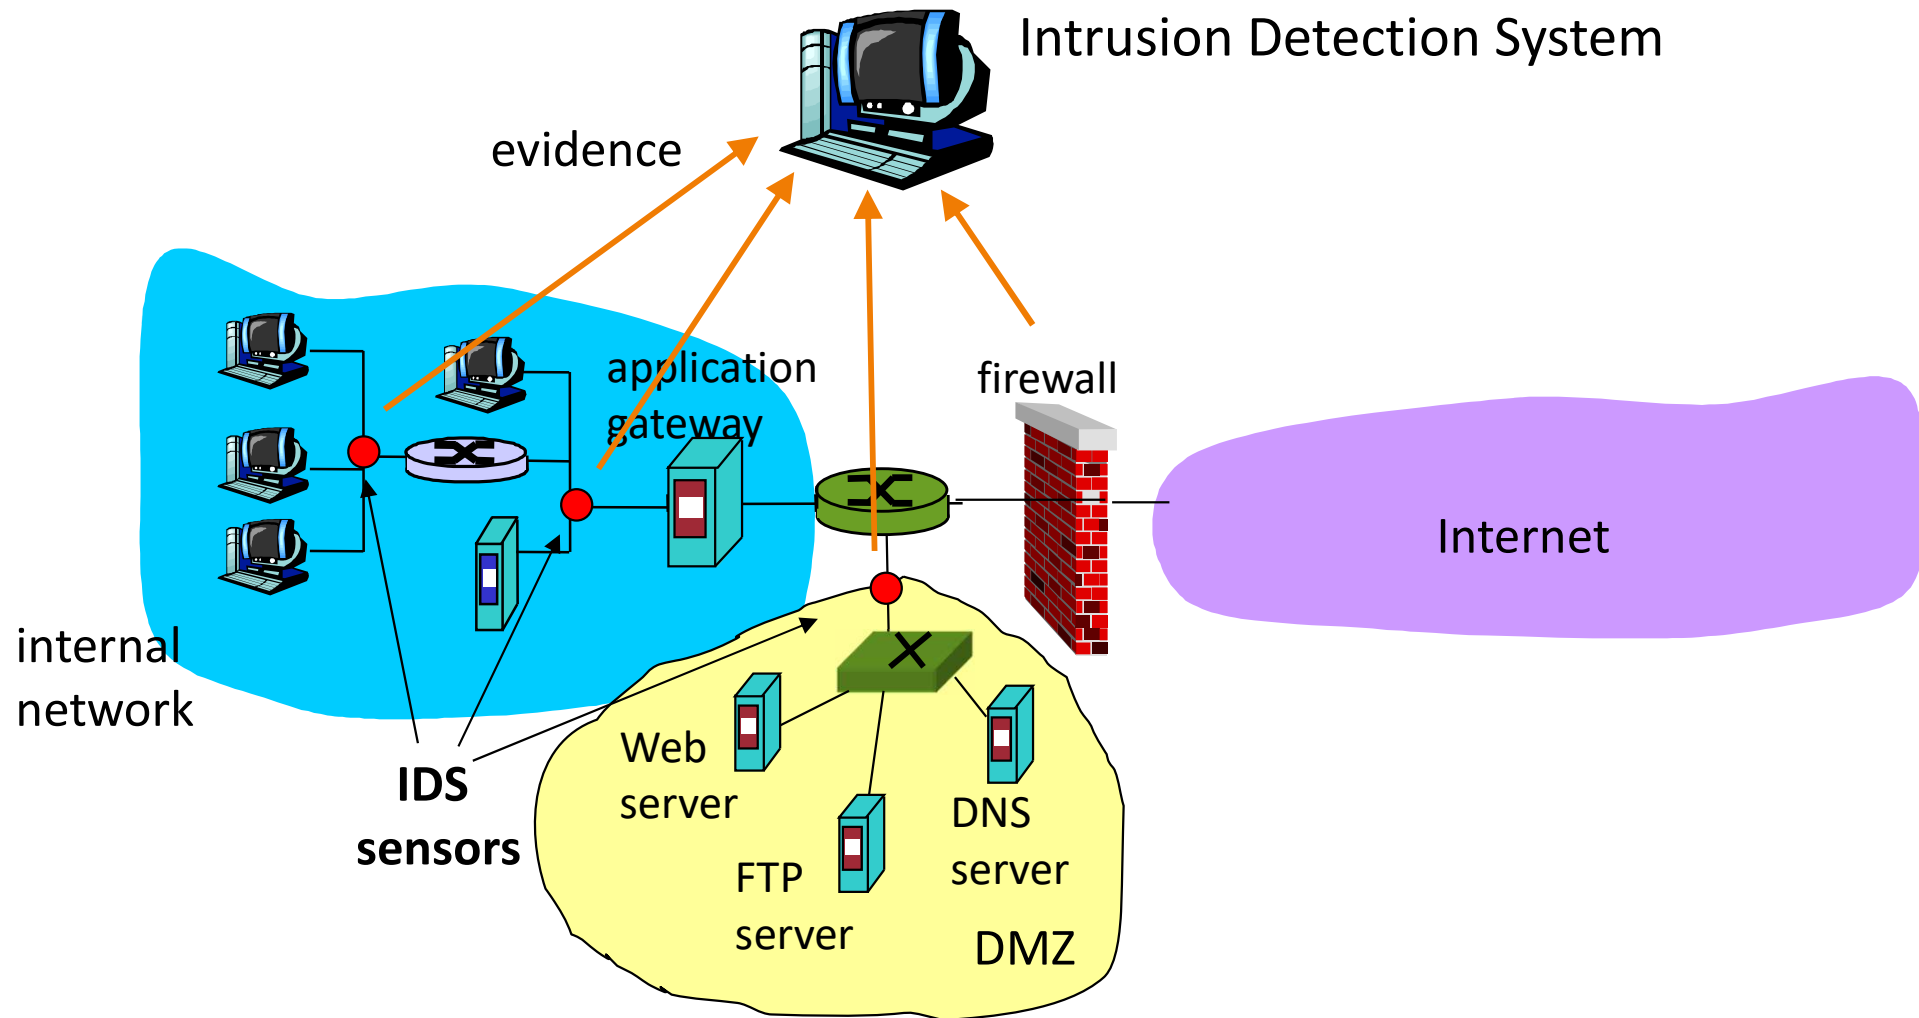 Intrusion Detection System
evidence
application
gateway
firewall
Internet
internal
network
IDS
sensors
Web
server
FTP
server
DNS
server
DMZ